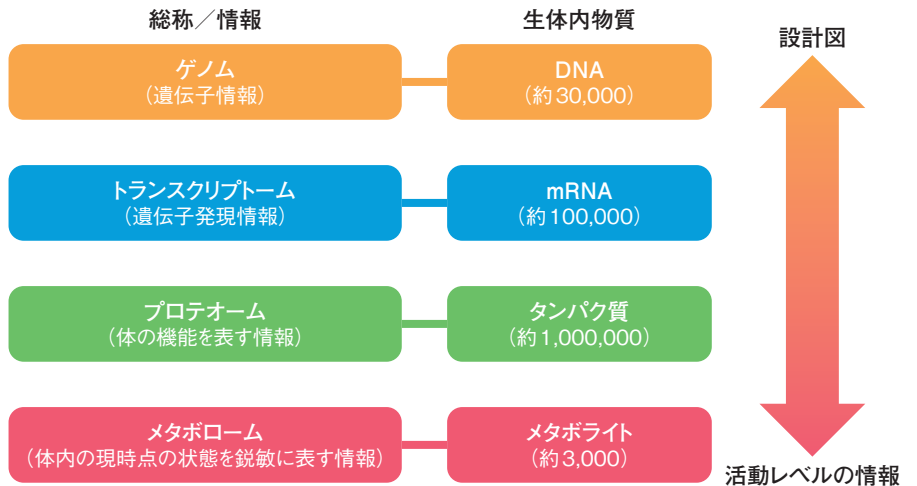 総称／情報
生体内物質
設計図
ゲノム
（遺伝子情報）
DNA
（約30,000）
トランスクリプトーム
（遺伝子発現情報）
mRNA
（約100,000）
プロテオーム
（体の機能を表す情報）
タンパク質
（約1,000,000）
メタボローム
（体内の現時点の状態を鋭敏に表す情報）
メタボライト
（約3,000）
活動レベルの情報